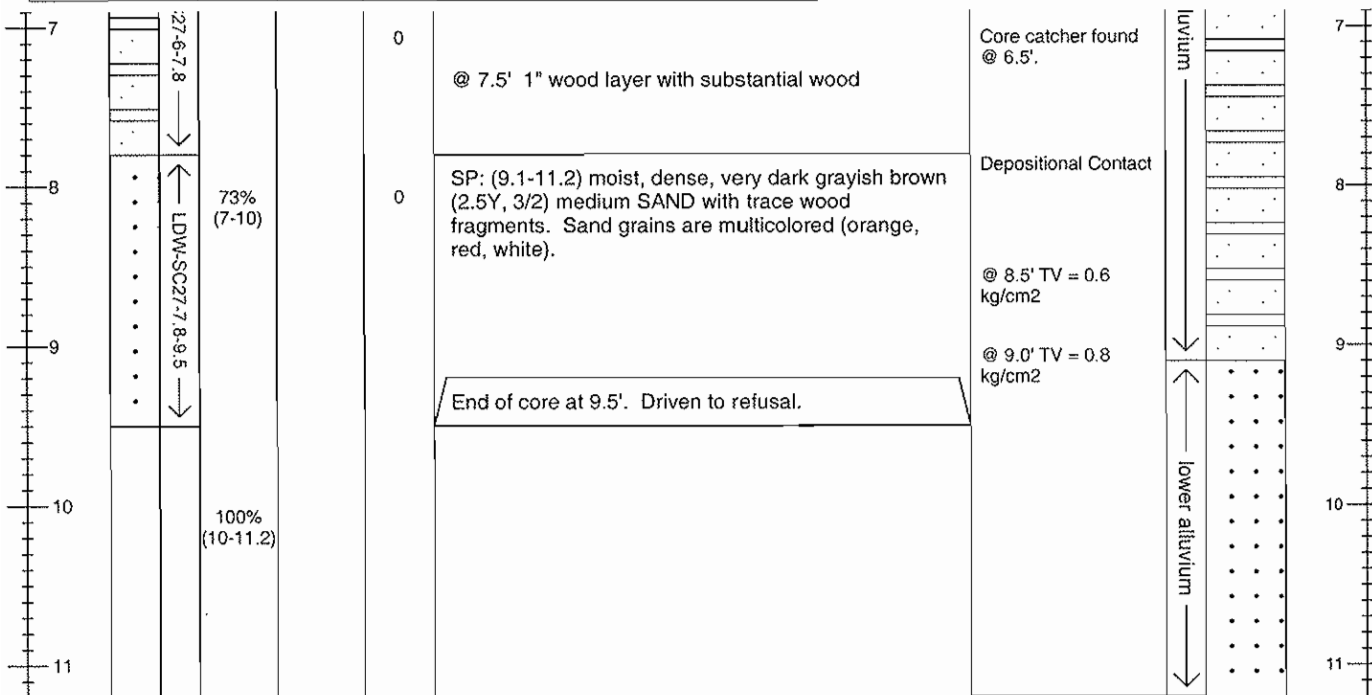 7
:27-6-7.8
0
@ 7.5' 1" wood layer with substantial wood
Core catcher found
@ 6.5'.
luvium
7
8
LDW-SC27-7.8-9.5
73%
(7-10)
0
SP: (9.1-11.2) moist, dense, very dark grayish brown
(2.5Y, 3/2) medium SAND with trace wood
fragments. Sand grains are multicolored (orange,
red, white).
Depositional Contact
@ 8.5' TV = 0.6
kg/cm2
8
9
End of core at 9.5'. Driven to refusal.
@ 9.0' TV = 0.8
kg/cm2
9
10
100%
(10-11.2)
lower alluvium
10
11
11